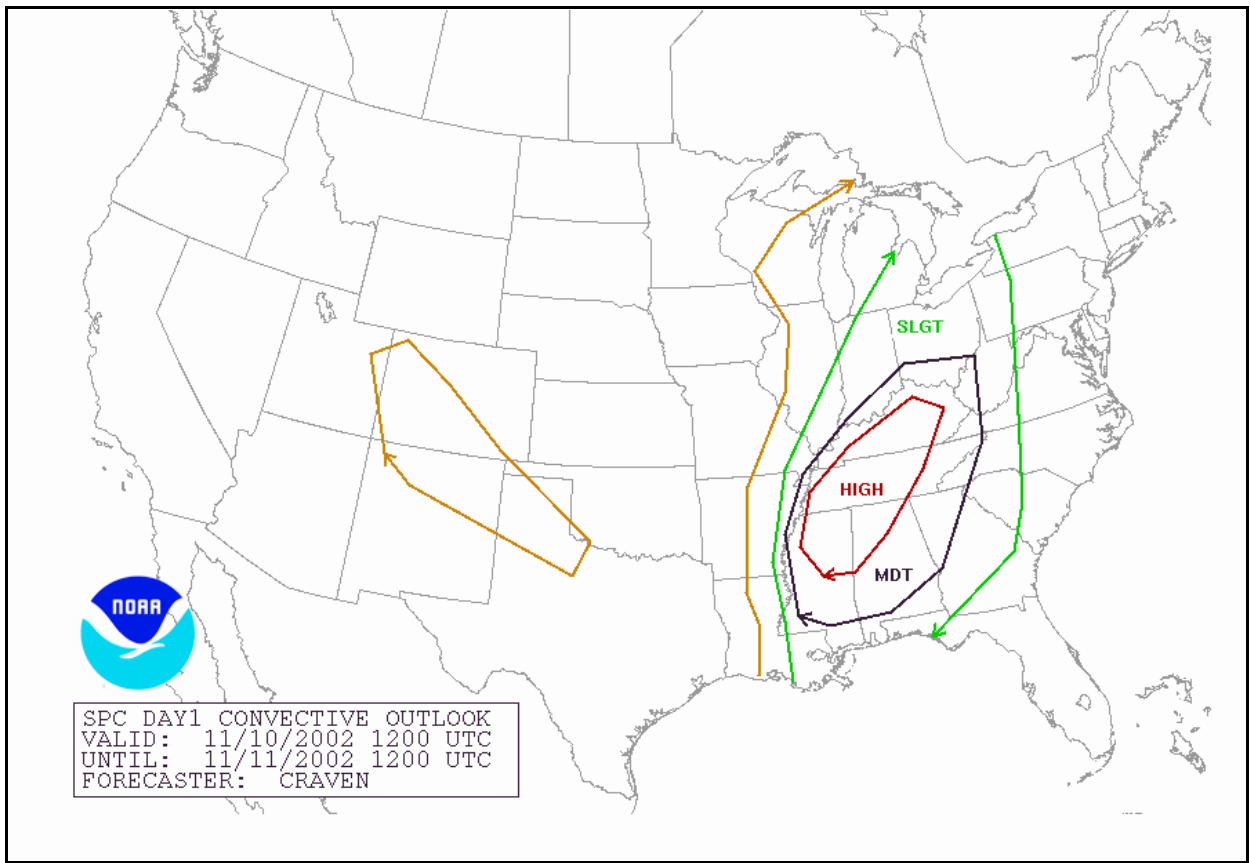 SLGT
HIGH
MDT
NOAA
SPC DAY1 CONVECTIVE OUTLOOK
VALID: 11/10/2002 1200 UTC
UNTIL: 11/11/2002 1200 UTC
FORECASTER: CRAVEN